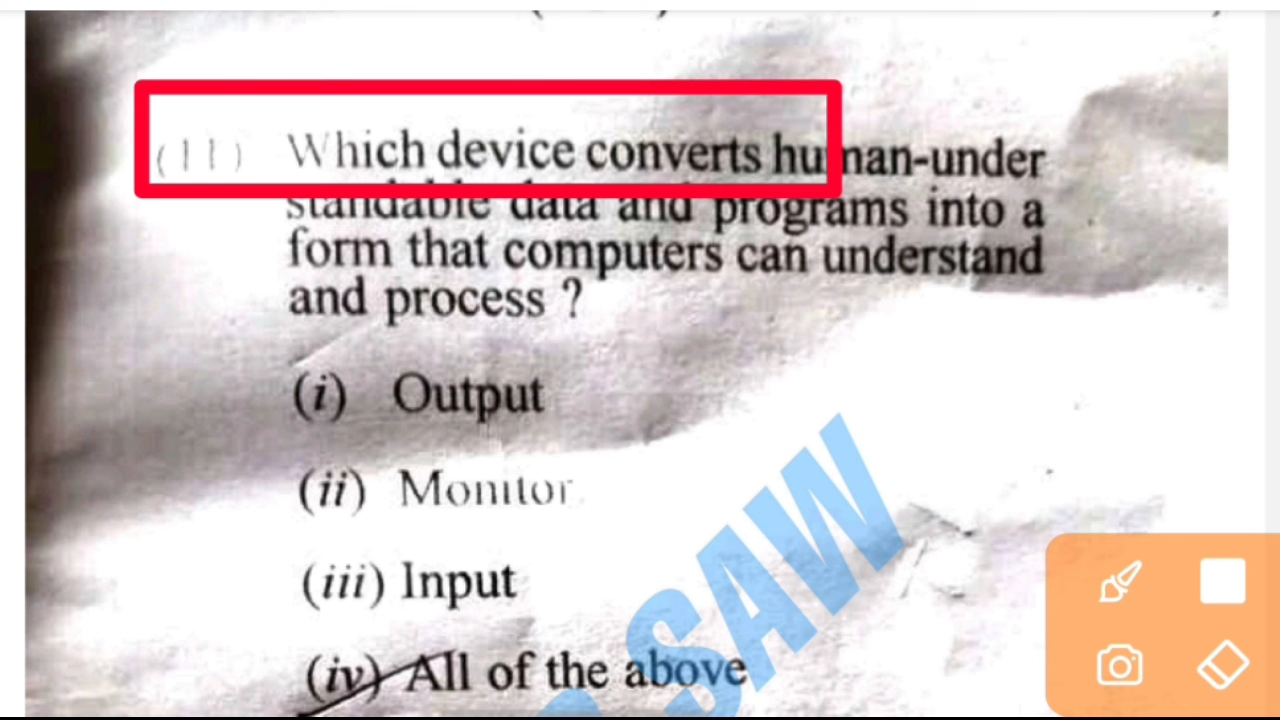 (11) Which device converts human-under
standable data and programs into a
form that computers can understand
and process ?
(i) Output
(ii) Monitor
(iii) Input
(iv) All of the above
SAW